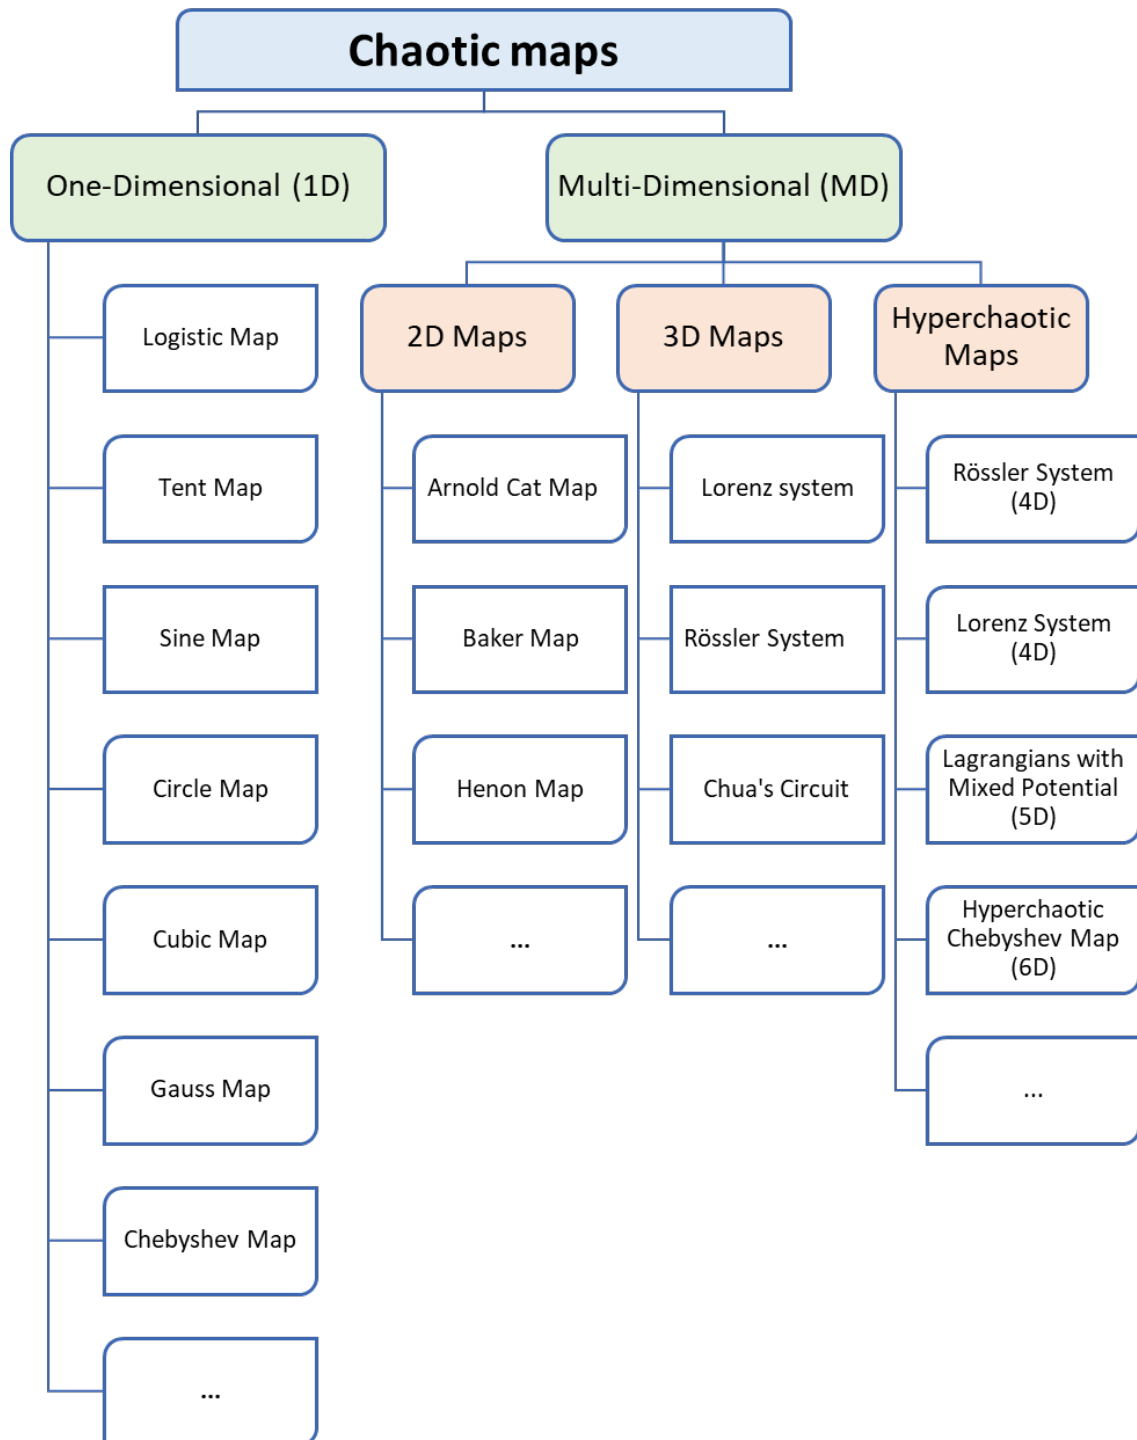 Chaotic maps
One-Dimensional (1D)
Multi-Dimensional (MD)
Logistic Map
Tent Map
Sine Map
Circle Map
Cubic Map
Gauss Map
Chebyshev Map
...
2D Maps
Arnold Cat Map
Baker Map
Henon Map
...
3D Maps
Lorenz system
Rössler System
Chua's Circuit
...
Hyperchaotic
Maps
Rössler System
(4D)
Lorenz System
(4D)
Lagrangians with
Mixed Potential
(5D)
Hyperchaotic
Chebyshev Map
(6D)
...